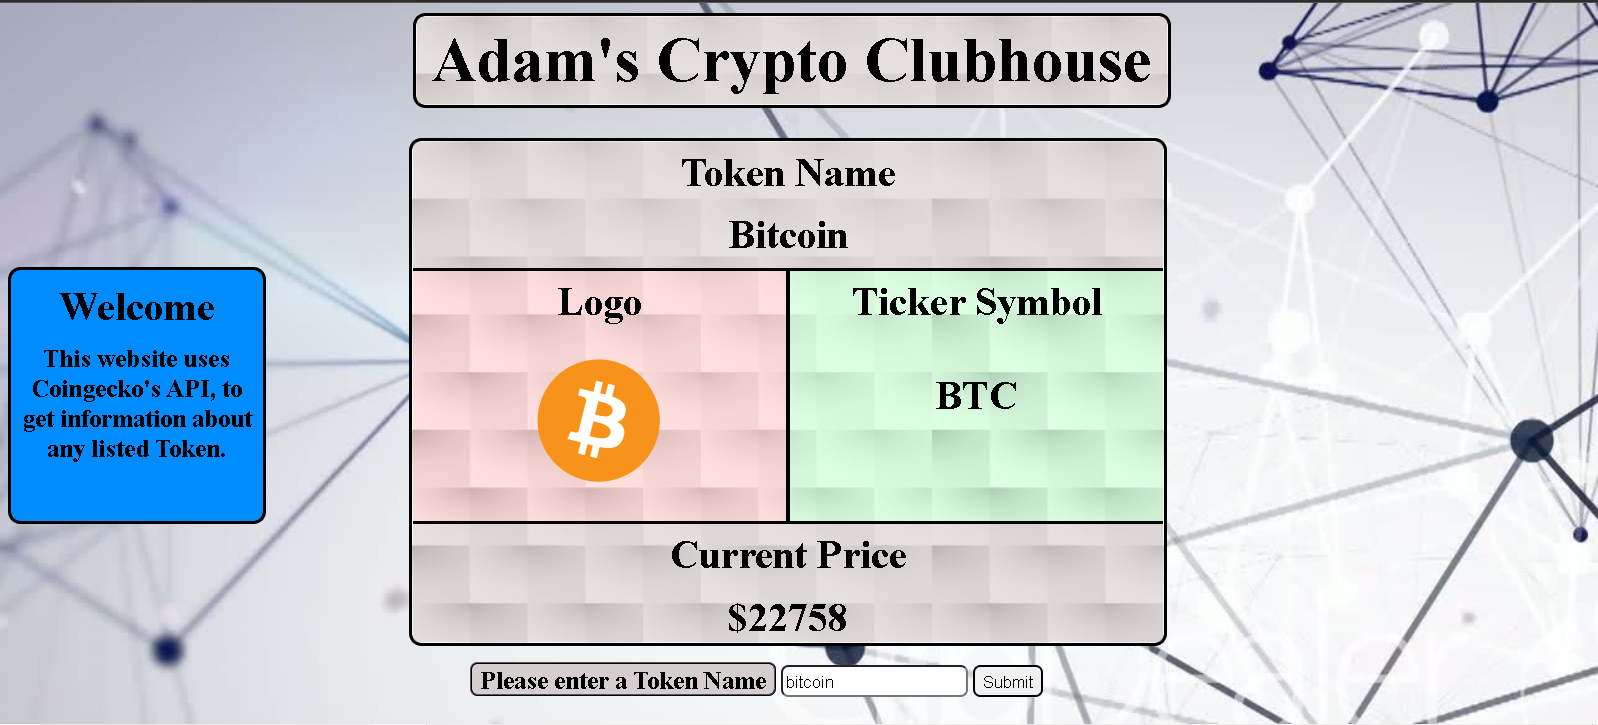 Adam's Crypto Clubhouse
Token Name
Bitcoin
Welcome
This website uses
Coingecko's API, to
get information about
any listed Token.
Logo
Ticker Symbol
BTC
Current Price
$22758
Please enter a Token Name
bitcoin
Submit